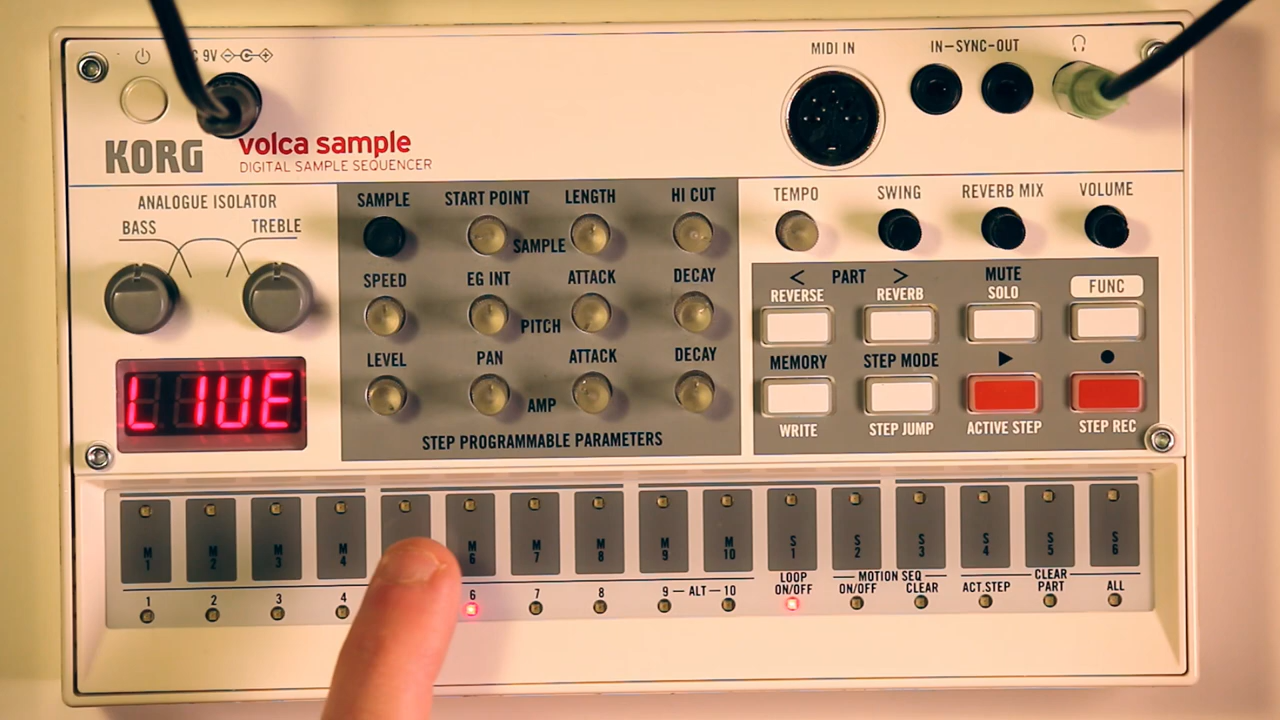 9V
MIDI IN
IN-SYNC-OUT
KORG
volca sample
DIGITAL SAMPLE SEQUENCER
ANALOGUE ISOLATOR
BASS
TREBLE
SAMPLE
START POINT
LENGTH
HI CUT
SAMPLE
SPEED
EG INT
ATTACK
DECAY
PITCH
LEVEL
PAN
ATTACK
DECAY
AMP
STEP PROGRAMMABLE PARAMETERS
TEMPO
SWING
REVERB MIX
VOLUME
< PART >
REVERSE
REVERB
MUTE
SOLO
FUNC
MEMORY
STEP MODE
WRITE
STEP JUMP
ACTIVE STEP
STEP REC
L IUE
M 1
M 2
M 3
M 4
M 6
M 7
M 8
M 9
M 10
S 1
S 2
S 3
S 4
S 5
S 6
1
2
3
4
6
7
8
9 — ALT — 10
LOOP
ON/OFF
MOTION SEQ
ON/OFF
CLEAR
CLEAR
ACT.STEP
PART
ALL